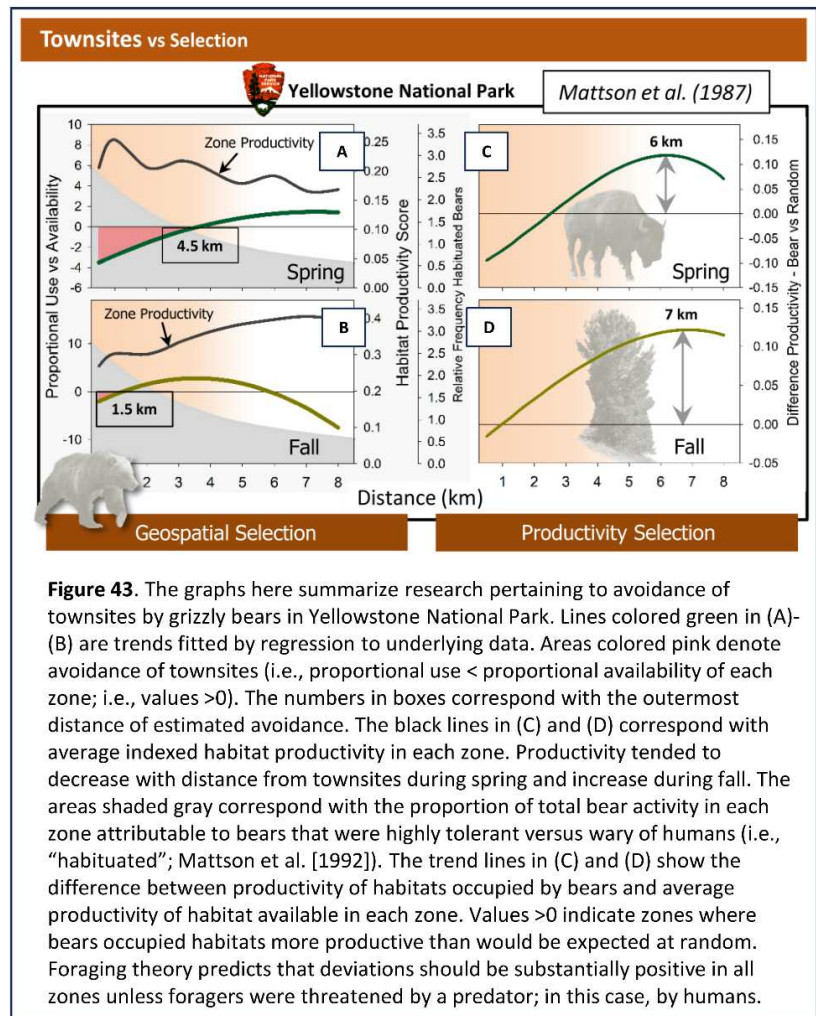 Townsites vs Selection
Yellowstone National Park
Mattson et al. (1987)
Proportional Use vs Availability
10
8
6
4
2
0
-2
-4
-6
Zone Productivity
A
4.5 km
Spring
0.25
0.20
0.15
0.10
0.05
0.00
Habitat Productivity Score
3.5
3.0
2.5
2.0
1.5
1.0
0.5
0.0
Relative Frequency Habituated Bears
C
6 km
Spring
0.15
0.10
0.05
0.00
-0.05
-0.10
-0.15
Difference Productivity - Bear vs Random
10
0
-10
Zone Productivity
B
1.5 km
Fall
0.4
0.3
0.2
0.1
0.0
3.5
3.0
2.5
2.0
1.5
1.0
0.5
0.0
D
7 km
Fall
0.15
0.10
0.05
0.00
-0.05
2 3 4 5 6 7 8
1 2 3 4 5 6 7 8
Distance (km)
Geospatial Selection
Productivity Selection
Figure 43. The graphs here summarize research pertaining to avoidance of
townsites by grizzly bears in Yellowstone National Park. Lines colored green in (A)-
(B) are trends fitted by regression to underlying data. Areas colored pink denote
avoidance of townsites (i.e., proportional use < proportional availability of each
zone; i.e., values >0). The numbers in boxes correspond with the outermost
distance of estimated avoidance. The black lines in (C) and (D) correspond with
average indexed habitat productivity in each zone. Productivity tended to
decrease with distance from townsites during spring and increase during fall. The
areas shaded gray correspond with the proportion of total bear activity in each
zone attributable to bears that were highly tolerant versus wary of humans (i.e.,
“habituated”; Mattson et al. [1992]). The trend lines in (C) and (D) show the
difference between productivity of habitats occupied by bears and average
productivity of habitat available in each zone. Values >0 indicate zones where
bears occupied habitats more productive than would be expected at random.
Foraging theory predicts that deviations should be substantially positive in all
zones unless foragers were threatened by a predator; in this case, by humans.